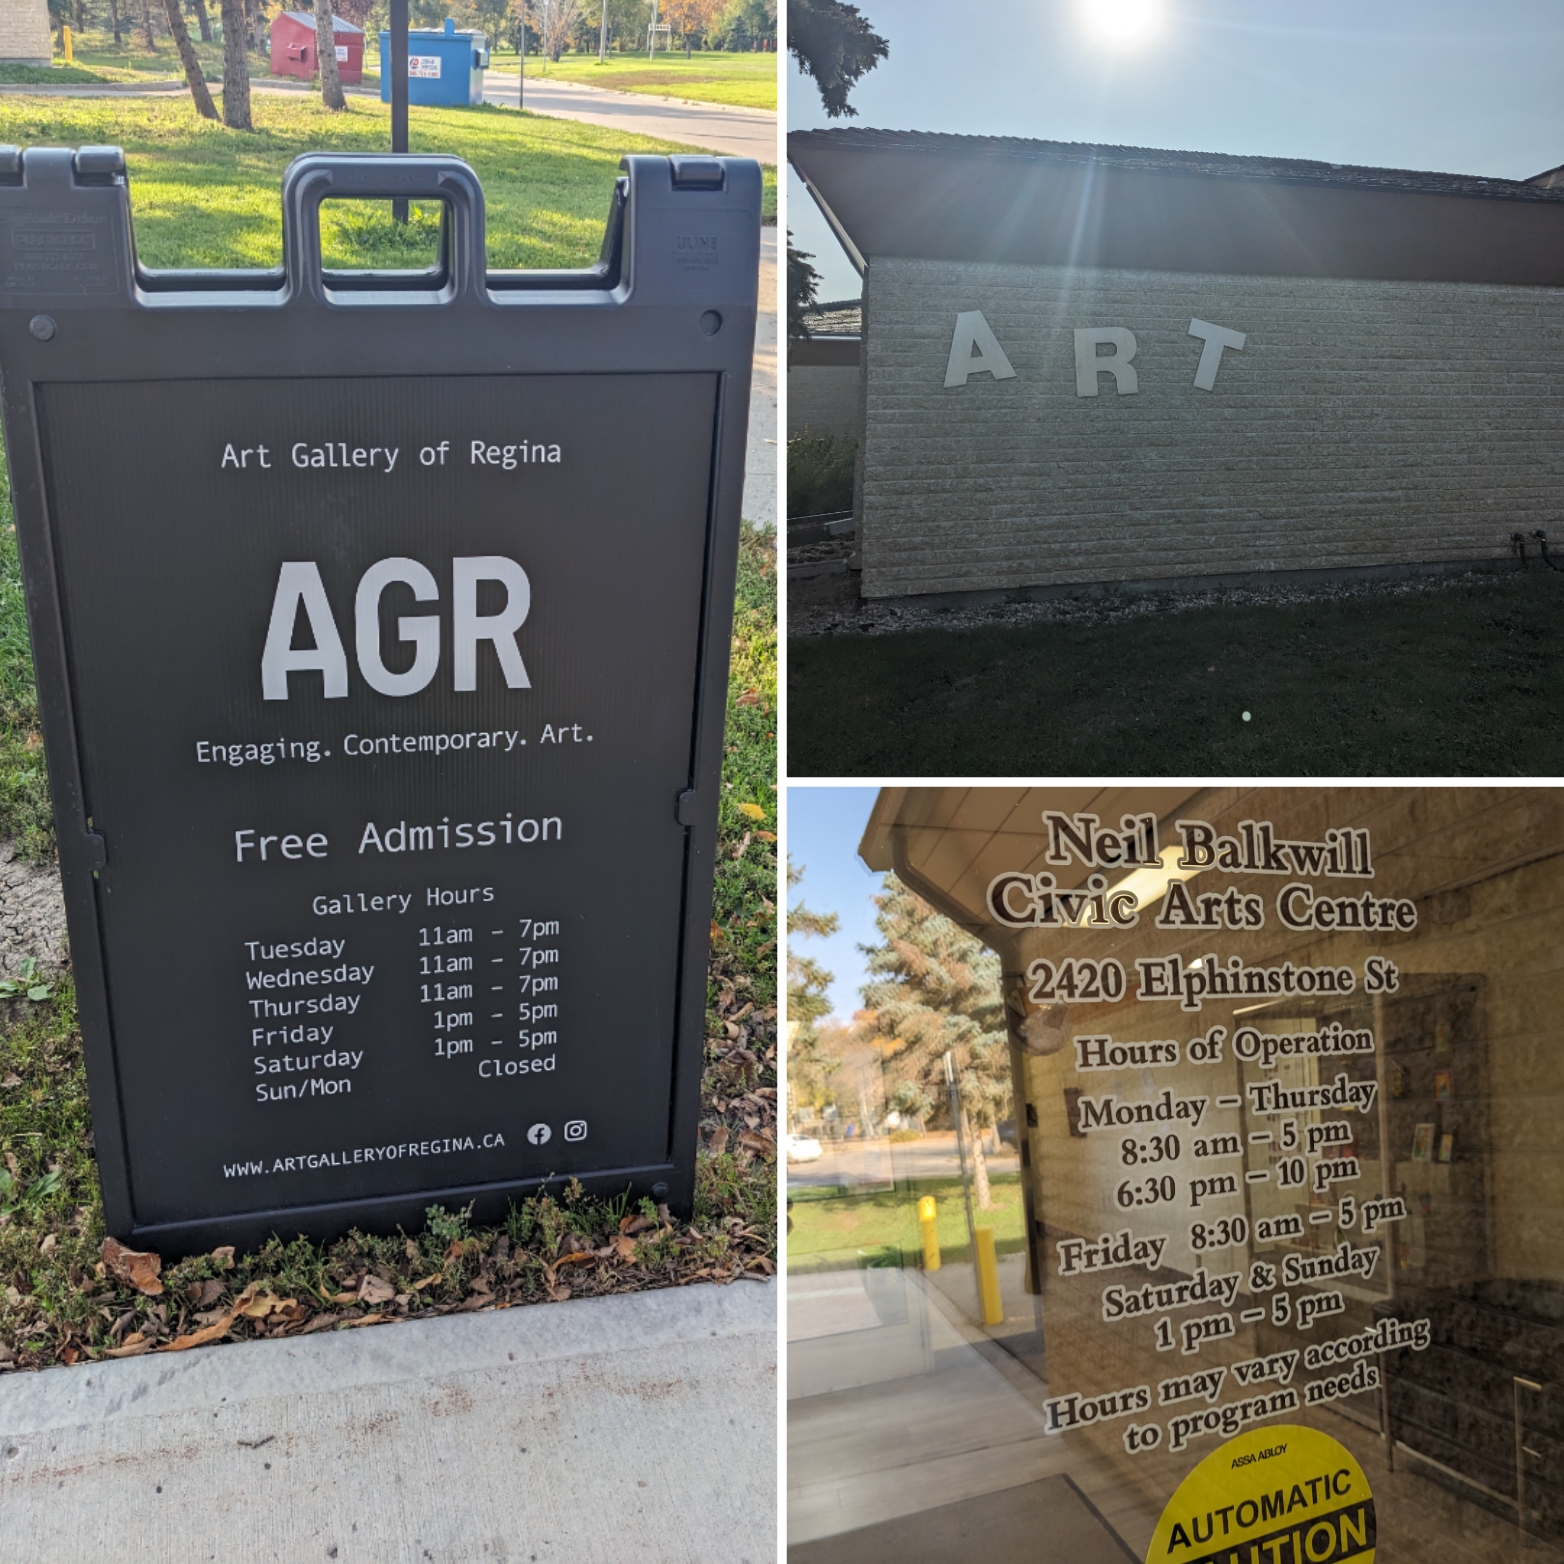 Art Gallery of Regina
AGR
Engaging. Contemporary. Art.
Free Admission
Gallery Hours
Tuesday 11am – 7pm
Wednesday 11am – 7pm
Thursday 11am – 7pm
Friday 1pm – 5pm
Saturday 1pm – 5pm
Sun/Mon Closed
WWW.ARTGALLERYOFREGINA.CA
ULINE
ART
Neil Balkwill
Civic Arts Centre
2420 Elphinstone St
Hours of Operation
Monday – Thursday
8:30 am – 5 pm
6:30 pm – 10 pm
Friday 8:30 am – 5 pm
Saturday & Sunday
1 pm – 5 pm
Hours may vary according
to program needs
ASSA ABLOY
AUTOMATIC